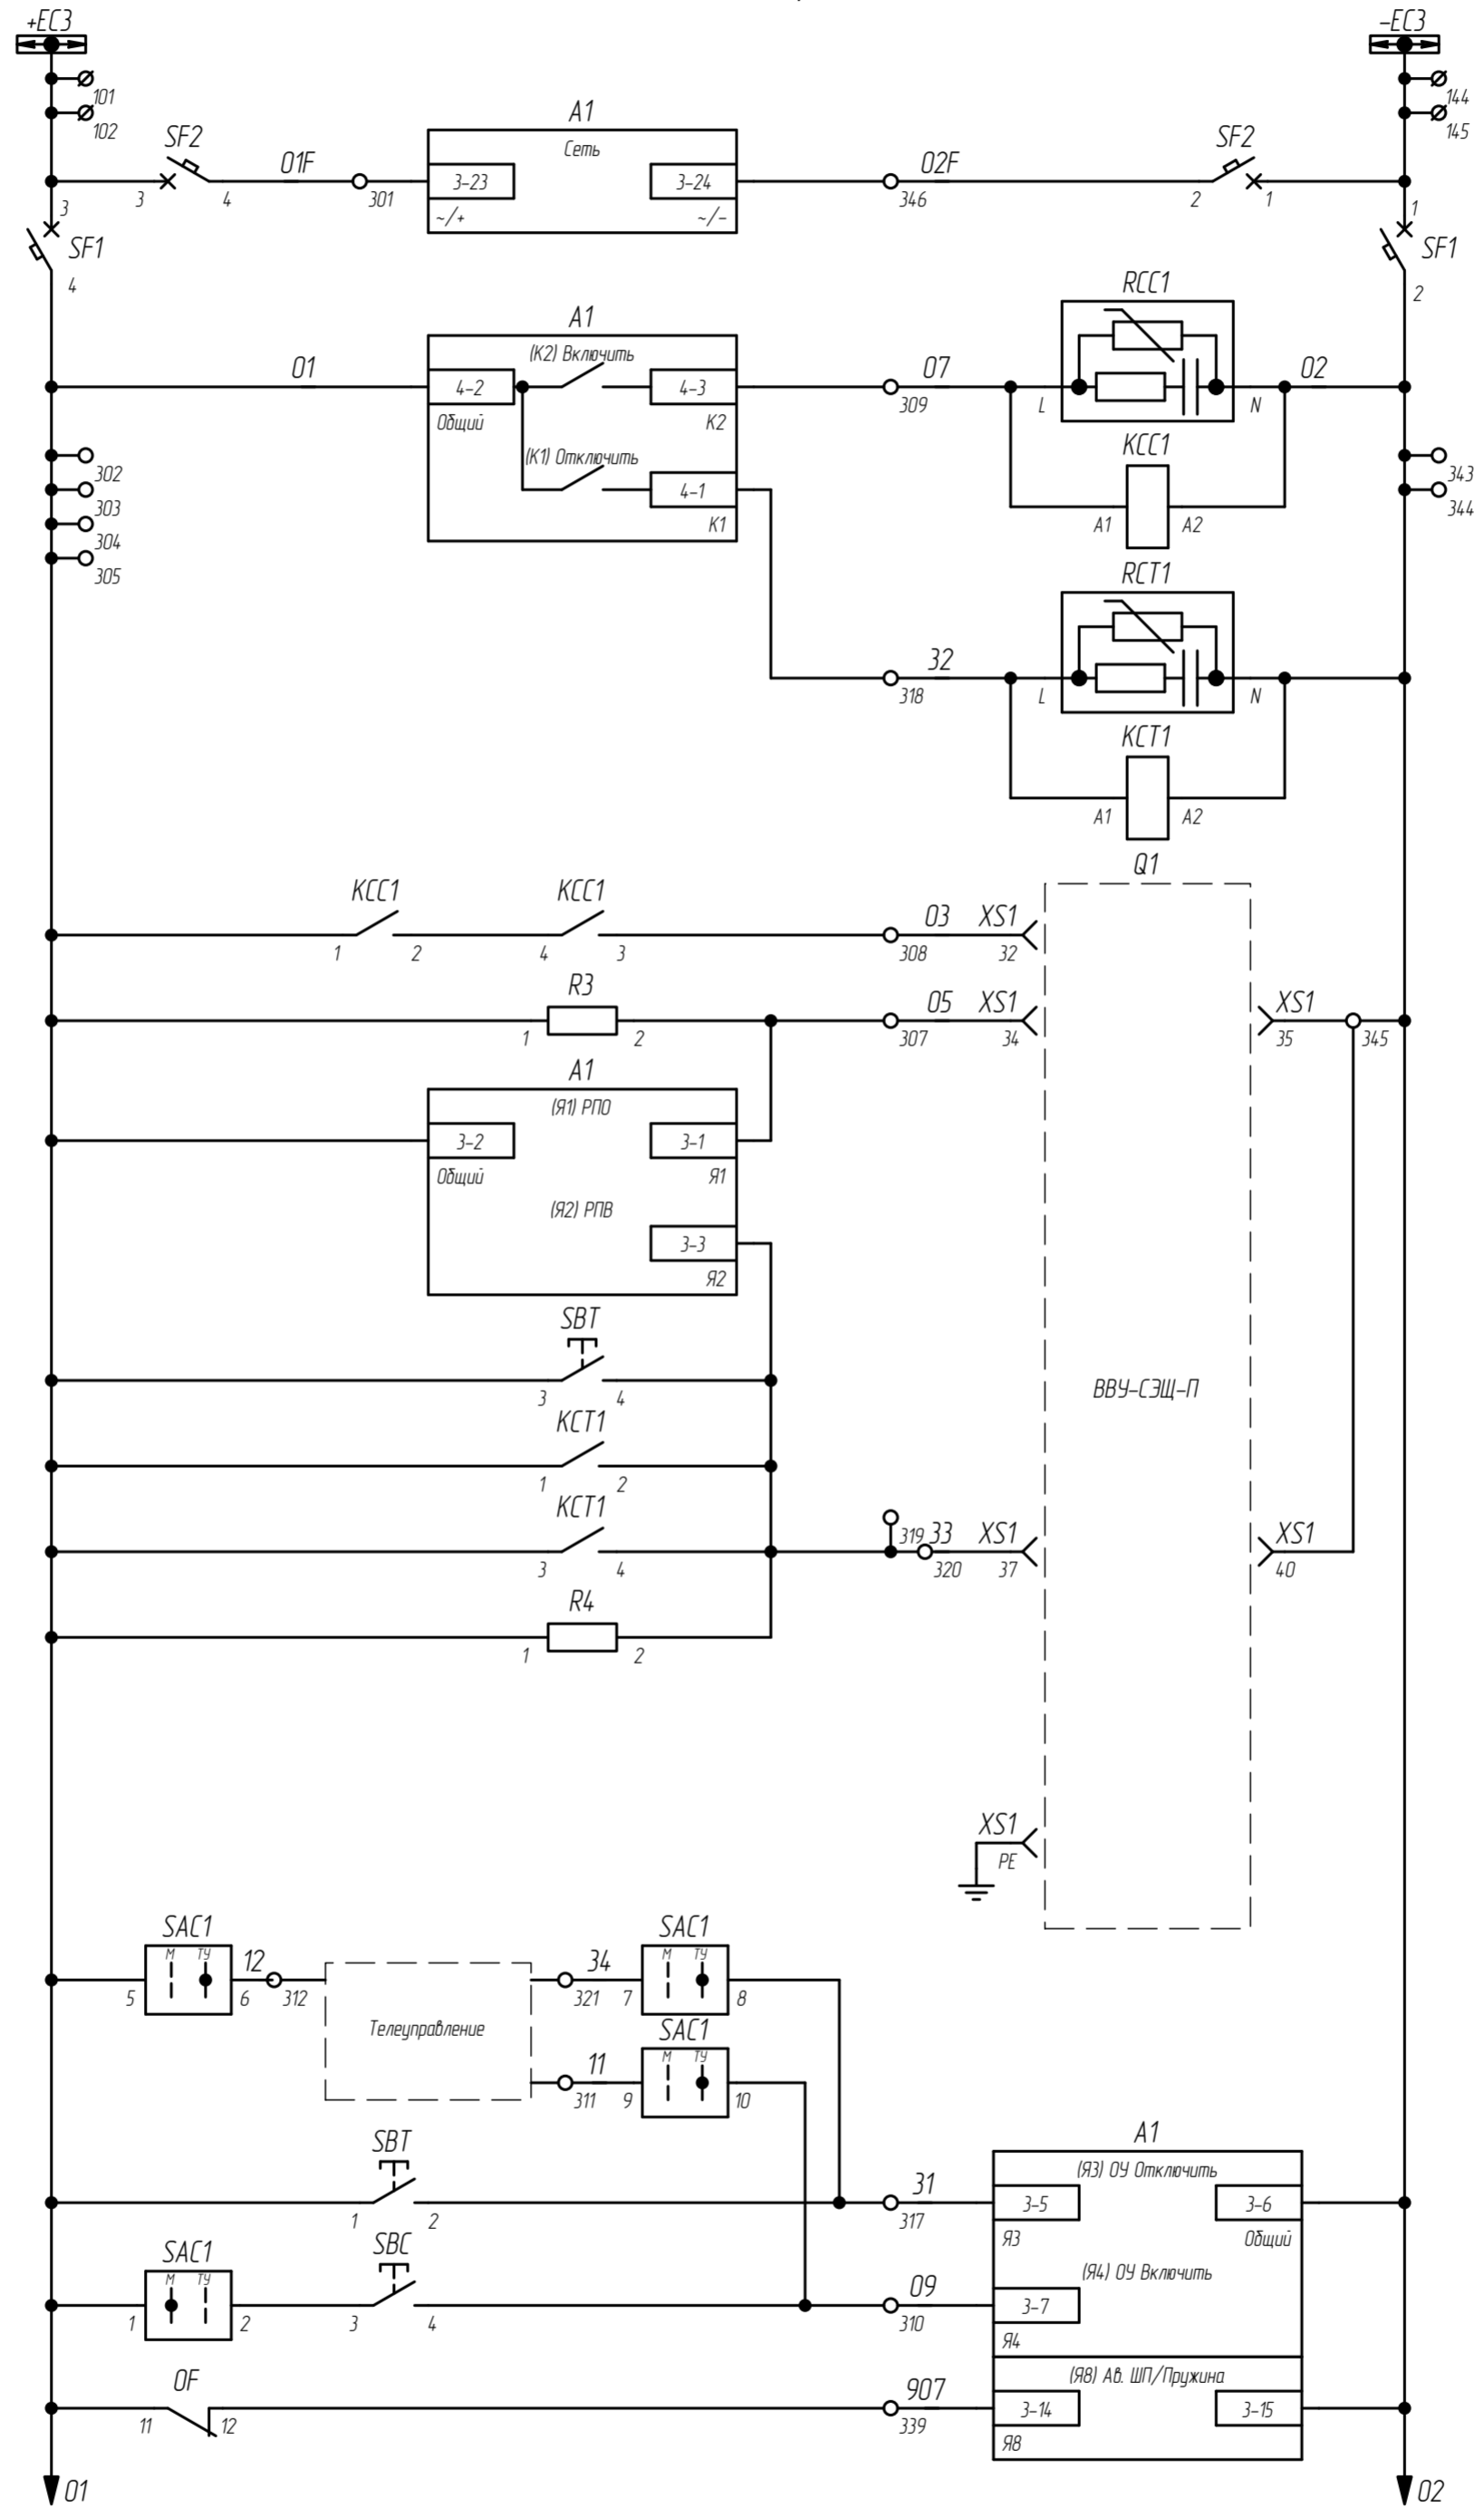 +ЕС3
-ЕС3
101
102
144
145
SF2
3
4
01F
301
A1
Сеть
3-23
3-24
~/+
~/-
02F
346
SF2
2
1
3
SF1
4
1
SF1
2
01
A1
(К2) Включить
4-2
4-3
Общий
К2
(К1) Отключить
4-1
К1
07
309
RCC1
L
N
02
KCC1
A1
A2
302
303
304
305
343
344
RCT1
32
318
L
N
KCT1
A1
A2
Q1
KCC1
1
2
KCC1
4
3
03
308
XS1
32
R3
1
2
05
307
XS1
34
XS1
35
345
A1
(Я1) РПО
3-2
3-1
Общий
Я1
(Я2) РПВ
3-3
Я2
SBT
3
4
ВВУ-СЭЩ-П
KCT1
1
2
KCT1
3
4
319
33
320
XS1
37
XS1
40
R4
1
2
XS1
PE
SAC1
М ТУ
5
6
12
312
Телеуправление
34
321
SAC1
М ТУ
7
8
11
311
SAC1
М ТУ
9
10
SBT
1
2
31
317
A1
(Я3) ОУ Отключить
3-5
3-6
Я3
Общий
SAC1
М ТУ
1
2
SBC
3
4
09
310
(Я4) ОУ Включить
3-7
Я4
OF
11
12
907
339
(Я8) Ав. ШП/Пружина
3-14
3-15
Я8
01
02